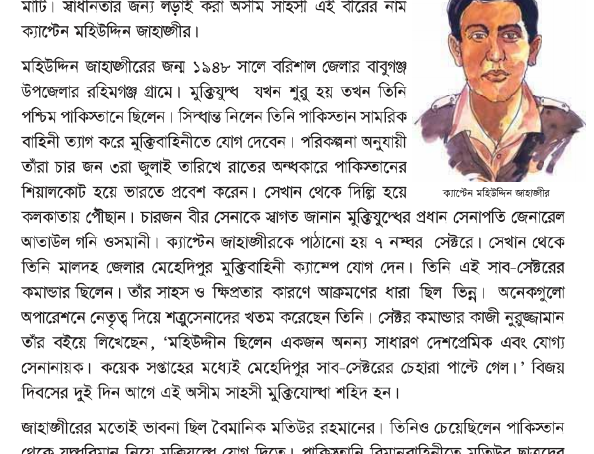 মাটি। স্বাধীনতার জন্য লড়াই করা অসীম সাহসী এই বীরের নাম
ক্যাপ্টেন মহিউদ্দিন জাহাঙ্গীর।
মহিউদ্দিন জাহাঙ্গীরের জন্ম ১৯৪৮ সালে বরিশাল জেলার বাবুগঞ্জ
উপজেলার রহিমগঞ্জ গ্রামে। মুক্তিযুদ্ধ যখন শুরু হয় তখন তিনি
পশ্চিম পাকিস্তানে ছিলেন। সিদ্ধান্ত নিলেন তিনি পাকিস্তান সামরিক
বাহিনী ত্যাগ করে মুক্তিবাহিনীতে যোগ দেবেন। পরিকল্পনা অনুযায়ী
তাঁরা চার জন ৩রা জুলাই তারিখে রাতের অন্ধকারে পাকিস্তানের
শিয়ালকোট হয়ে ভারতে প্রবেশ করেন। সেখান থেকে দিল্লি হয়ে
ক্যাপ্টেন মহিউদ্দিন জাহাঙ্গীর
কলকাতায় পৌঁছান। চারজন বীর সেনাকে স্বাগত জানান মুক্তিযুদ্ধের প্রধান সেনাপতি জেনারেল
আতাউল গনি ওসমানী। ক্যাপ্টেন জাহাঙ্গীরকে পাঠানো হয় ৭ নম্বর সেক্টরে। সেখান থেকে
তিনি মালদহ জেলার মেহেদিপুর মুক্তিবাহিনী ক্যাম্পে যোগ দেন। তিনি এই সাব-সেক্টরের
কমান্ডার ছিলেন। তাঁর সাহস ও ক্ষিপ্রতার কারণে আক্রমণের ধারা ছিল ভিন্ন। অনেকগুলো
অপারেশনে নেতৃত্ব দিয়ে শত্রুসেনাদের খতম করেছেন তিনি। সেক্টর কমান্ডার কাজী নুরুজ্জামান
তাঁর বইয়ে লিখেছেন, ‘মহিউদ্দীন ছিলেন একজন অনন্য সাধারণ দেশপ্রেমিক এবং যোগ্য
সেনানায়ক। কয়েক সপ্তাহের মধ্যেই মেহেদিপুর সাব-সেক্টরের চেহারা পাল্টে গেল।’ বিজয়
দিবসের দুই দিন আগে এই অসীম সাহসী মুক্তিযোদ্ধা শহিদ হন।
জাহাঙ্গীরের মতোই ভাবনা ছিল বৈমানিক মতিউর রহমানের। তিনিও চেয়েছিলেন পাকিস্তান
থেকে যুদ্ধবিমান নিয়ে মুক্তিযুদ্ধে যোগ দিতে। পাকিস্তানি বিমানবাহিনীতে মতিউর ছাত্রদের